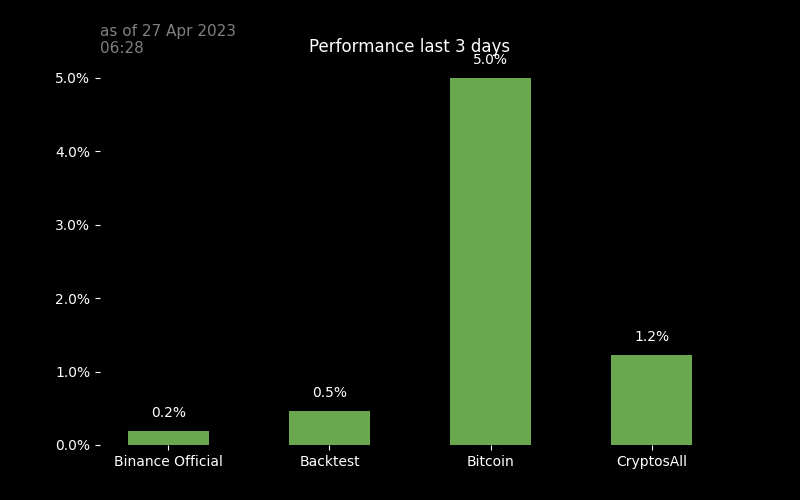 as of 27 Apr 2023
06:28
Performance last 3 days
5.0%
5.0%
4.0%
3.0%
2.0%
1.2%
1.0%
0.5%
0.2%
0.0%
Binance Official
Backtest
Bitcoin
CryptosAll